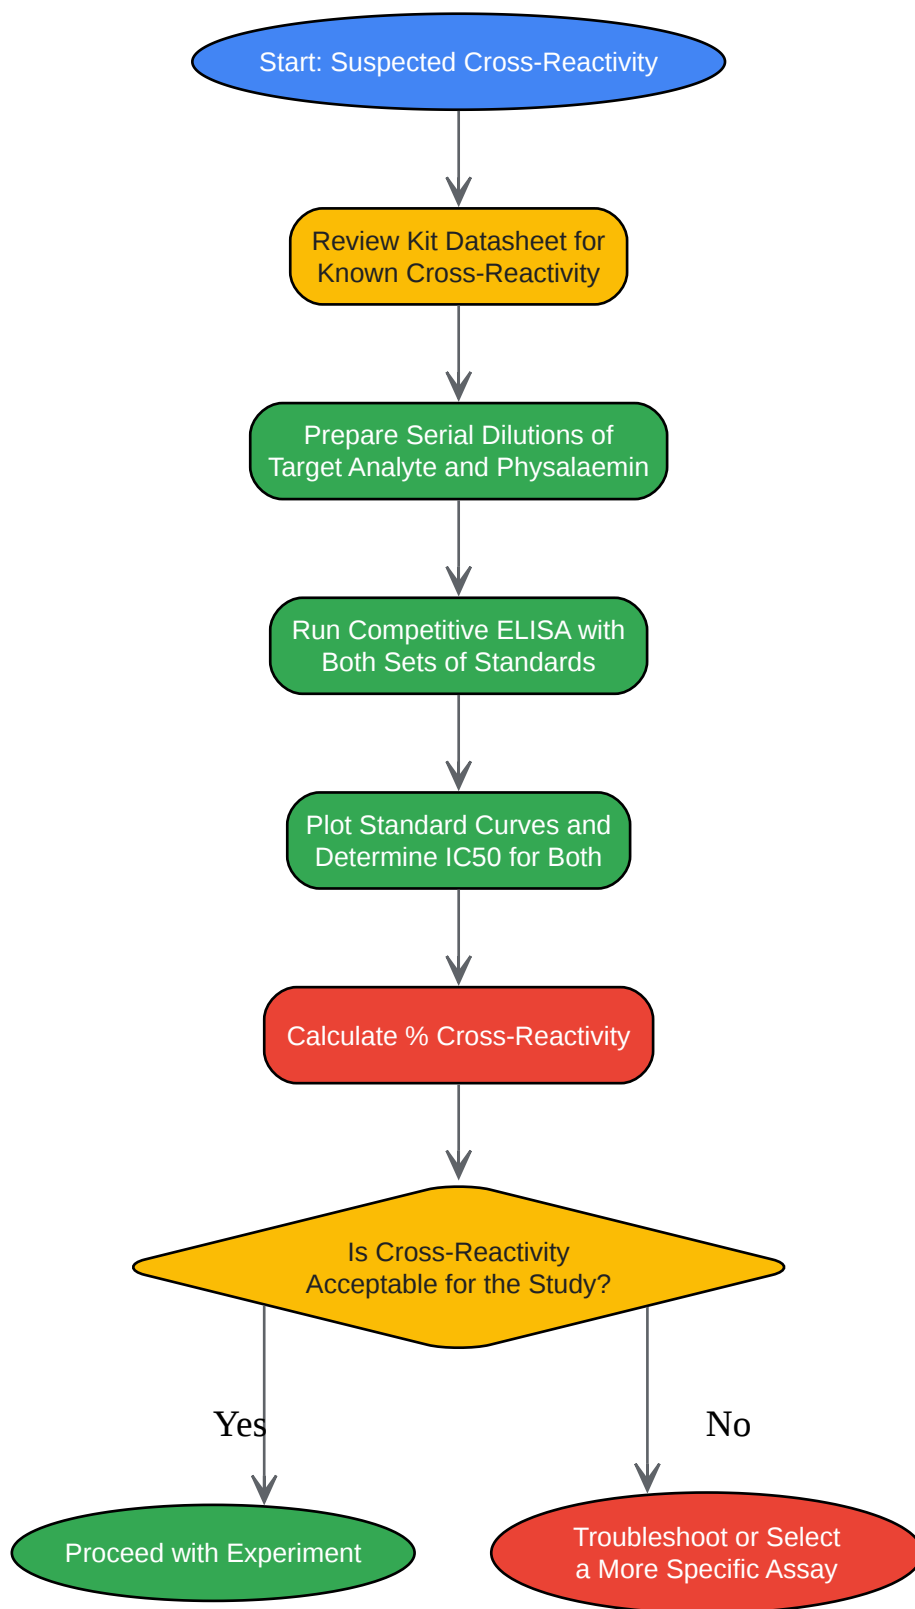 Start: Suspected Cross-Reactivity
Review Kit Datasheet for
Known Cross-Reactivity
Prepare Serial Dilutions of
Target Analyte and Physalaemin
Run Competitive ELISA with
Both Sets of Standards
Plot Standard Curves and
Determine IC50 for Both
Calculate % Cross-Reactivity
Is Cross-Reactivity
Acceptable for the Study?
Yes
No
Proceed with Experiment
Troubleshoot or Select
a More Specific Assay